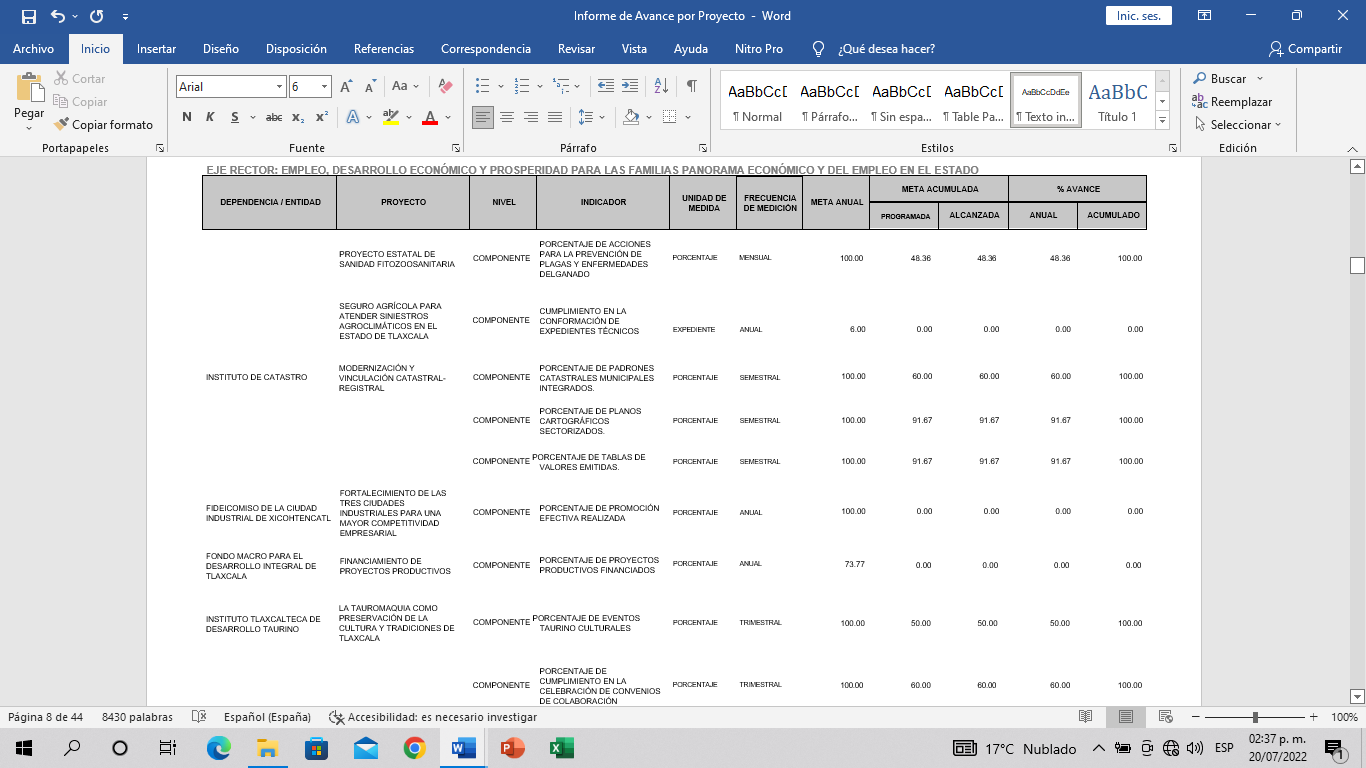 Informe de Avance por Proyecto - Word
Inic. ses.
Archivo Inicio Insertar Diseño Disposición Referencias Correspondencia Revisar Vista Ayuda Nitro Pro ¿Qué desea hacer? Compartir
Pegar
Cortar
Copiar
Copiar formato
Portapapeles
Arial 6
Aa
N K S abc x₂ x² A A
Fuente
Párrafo
AaBbCcDdEe
¶ Normal
¶ Párrafo...
¶ Sin espa...
¶ Table Pa...
¶ Texto in...
Título 1
Estilos
Buscar
Reemplazar
Seleccionar
Edición
EJE RECTOR: EMPLEO, DESARROLLO ECONÓMICO Y PROSPERIDAD PARA LAS FAMILIAS PANORAMA ECONÓMICO Y DEL EMPLEO EN EL ESTADO
DEPENDENCIA / ENTIDAD
PROYECTO
NIVEL
INDICADOR
UNIDAD DE
MEDIDA
FRECUENCIA
DE MEDICIÓN
META ANUAL
META ACUMULADA
PROGRAMADA
ALCANZADA
% AVANCE
ANUAL
ACUMULADO
PROYECTO ESTATAL DE
SANIDAD FITOZOOSANITARIA
COMPONENTE
PORCENTAJE DE ACCIONES
PARA LA PREVENCIÓN DE
PLAGAS Y ENFERMEDADES
DELGANADO
PORCENTAJE
MENSUAL
100.00 48.36 48.36 48.36 100.00
SEGURO AGRÍCOLA PARA
ATENDER SINIESTROS
AGROCLIMÁTICOS EN EL
ESTADO DE TLAXCALA
COMPONENTE
CUMPLIMIENTO EN LA
CONFORMACIÓN DE
EXPEDIENTES TÉCNICOS
EXPEDIENTE
ANUAL
6.00 0.00 0.00 0.00 0.00
INSTITUTO DE CATASTRO
MODERNIZACIÓN Y
VINCULACIÓN CATASTRAL-
REGISTRAL
COMPONENTE
PORCENTAJE DE PADRONES
CATASTRALES MUNICIPALES
INTEGRADOS.
PORCENTAJE
SEMESTRAL
100.00 60.00 60.00 60.00 100.00
COMPONENTE
PORCENTAJE DE PLANOS
CARTOGRÁFICOS
SECTORIZADOS.
PORCENTAJE
SEMESTRAL
100.00 91.67 91.67 91.67 100.00
COMPONENTE
PORCENTAJE DE TABLAS DE
VALORES EMITIDAS.
PORCENTAJE
SEMESTRAL
100.00 91.67 91.67 91.67 100.00
FIDEICOMISO DE LA CIUDAD
INDUSTRIAL DE XICOHTENCATL
FORTALECIMIENTO DE LAS
TRES CIUDADES
INDUSTRIALES PARA UNA
MAYOR COMPETITIVIDAD
EMPRESARIAL
COMPONENTE
PORCENTAJE DE PROMOCIÓN
EFECTIVA REALIZADA
PORCENTAJE
ANUAL
100.00 0.00 0.00 0.00 0.00
FONDO MACRO PARA EL
DESARROLLO INTEGRAL DE
TLAXCALA
FINANCIAMIENTO DE
PROYECTOS PRODUCTIVOS
COMPONENTE
PORCENTAJE DE PROYECTOS
PRODUCTIVOS FINANCIADOS
PORCENTAJE
ANUAL
73.77 0.00 0.00 0.00 0.00
INSTITUTO TLAXCALTECA DE
DESARROLLO TAURINO
LA TAUROMAQUIA COMO
PRESERVACIÓN DE LA
CULTURA Y TRADICIONES DE
TLAXCALA
COMPONENTE
PORCENTAJE DE EVENTOS
TAURINO CULTURALES
PORCENTAJE
TRIMESTRAL
100.00 50.00 50.00 50.00 100.00
COMPONENTE
PORCENTAJE DE
CUMPLIMIENTO EN LA
CELEBRACIÓN DE CONVENIOS
DE COLABORACIÓN
PORCENTAJE
TRIMESTRAL
100.00 60.00 60.00 60.00 100.00
Página 8 de 44 8430 palabras Español (España) Accesibilidad: es necesario investigar 100%
17°C Nublado ESP 02:37 p. m.
20/07/2022
1